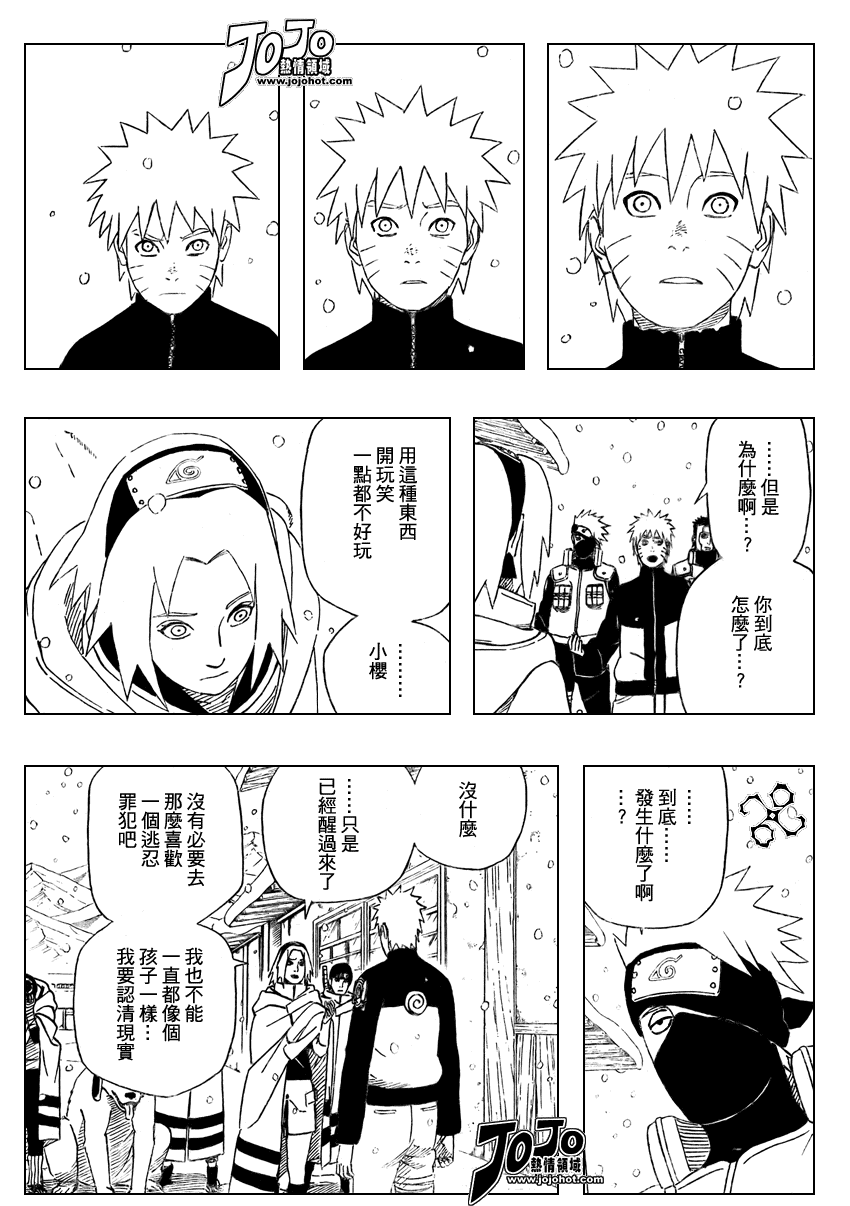 JOJO
熱情領域
www.jojohot.com
……但是
為什麼啊…?
你到底
怎麼了…?
用這種東西
開玩笑
一點都不好玩
………
小櫻
……
到底……
發生什麼了啊
…?
沒什麼
……只是
已經醒過來了
沒有必要去
那麼喜歡
一個逃忍
罪犯吧
我也不能
一直都像個
孩子一樣…
我要認清現實
JOJO
熱情領域
www.jojohot.com